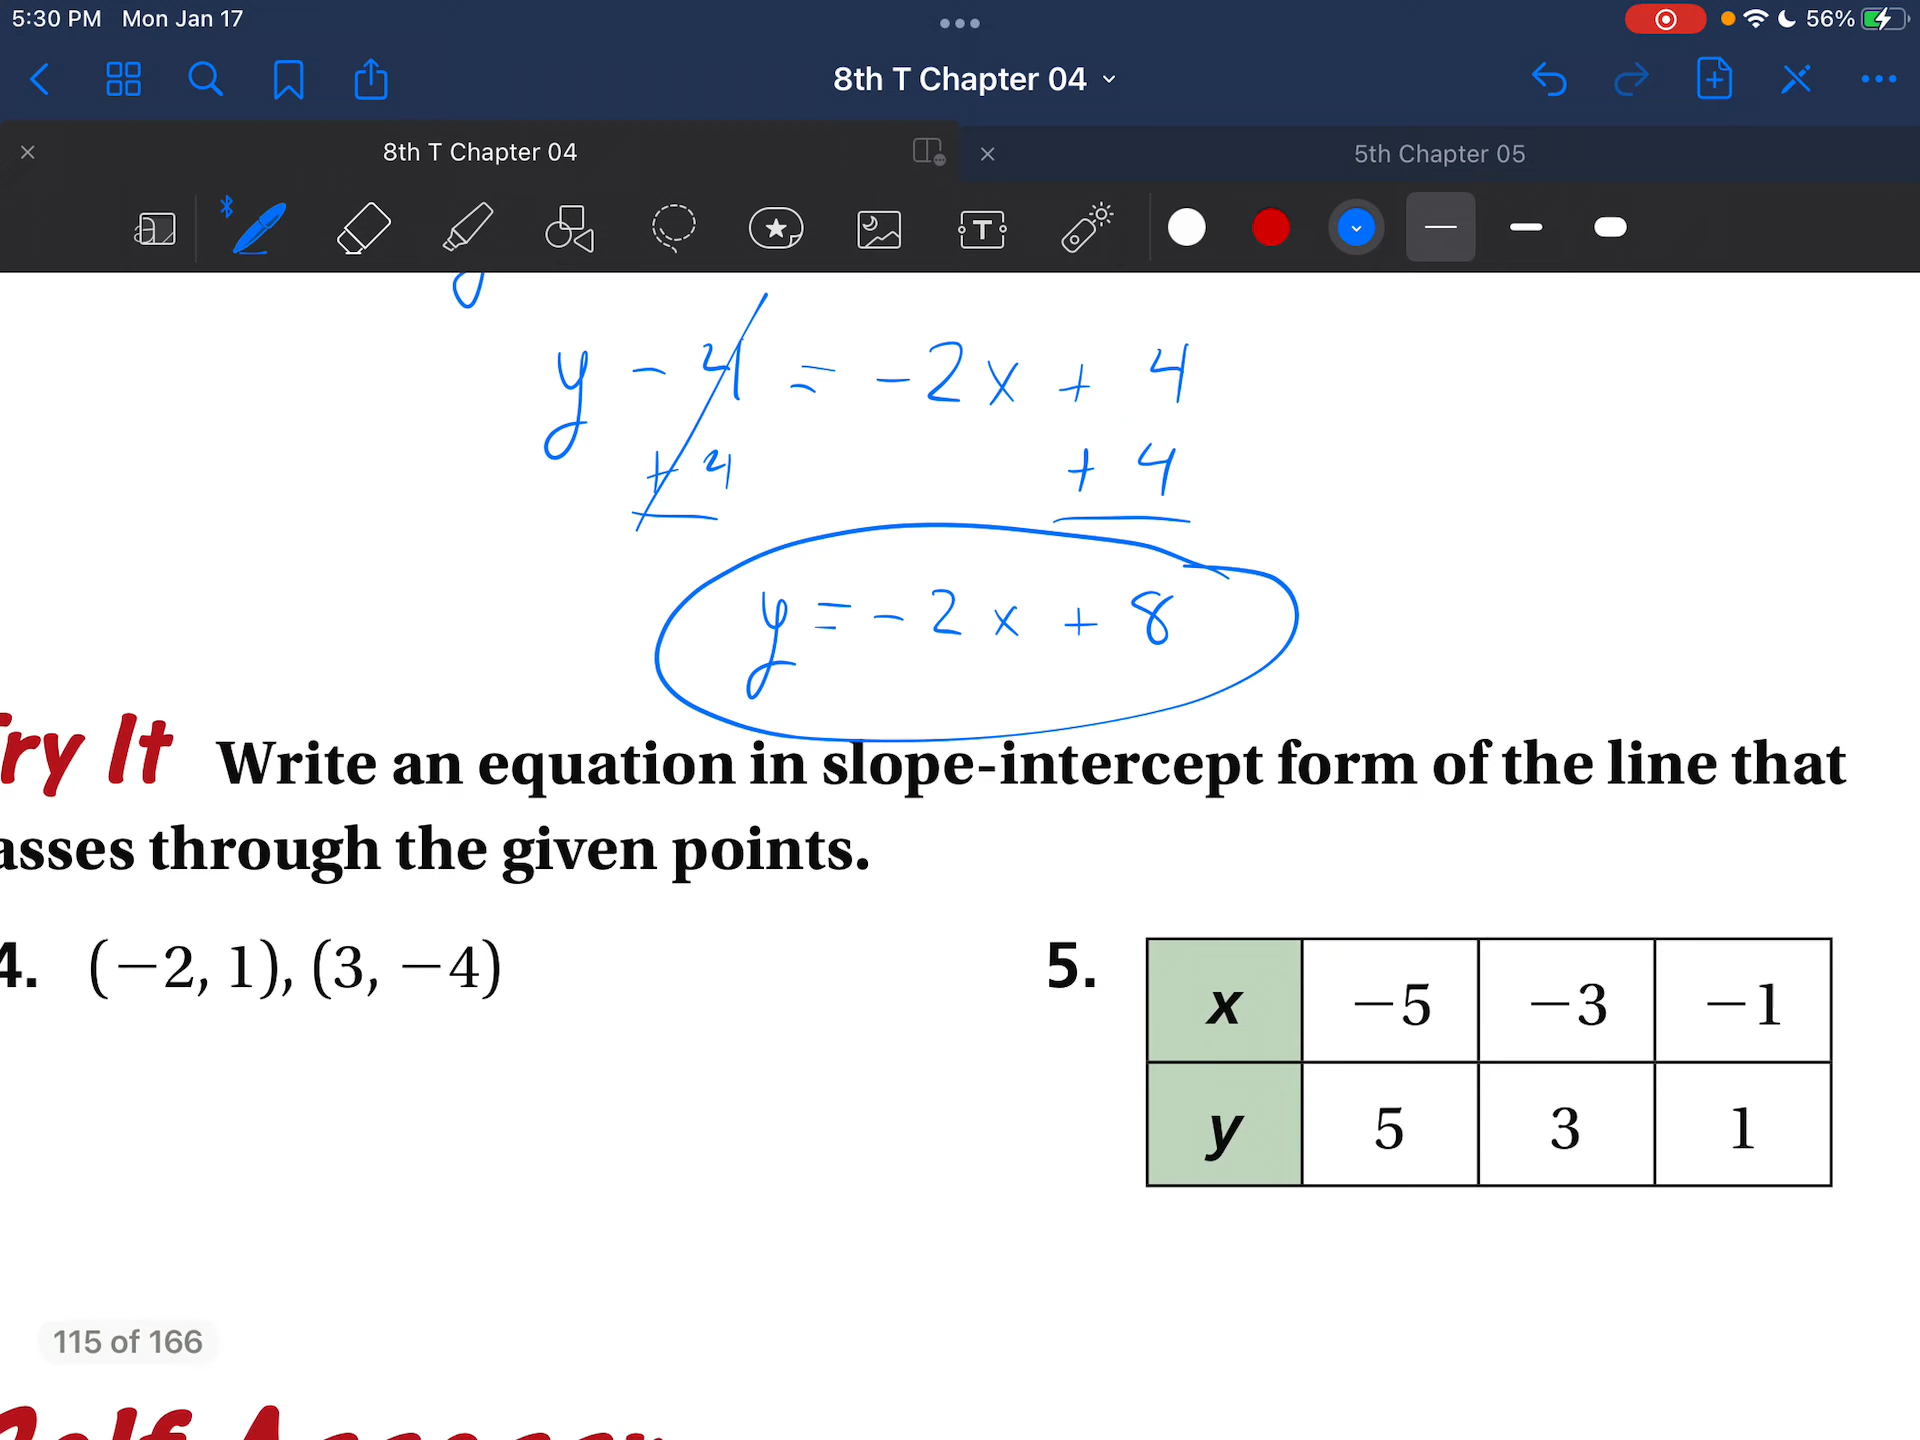 5:30 PM Mon Jan 17
56%
8th T Chapter 04
8th T Chapter 04
5th Chapter 05
y - 4 = -2x + 4
+ 4 + 4
y = -2x + 8
Try It Write an equation in slope-intercept form of the line that
asses through the given points.
4. (−2, 1), (3, −4)
5.
x −5 −3 −1
y 5 3 1
115 of 166